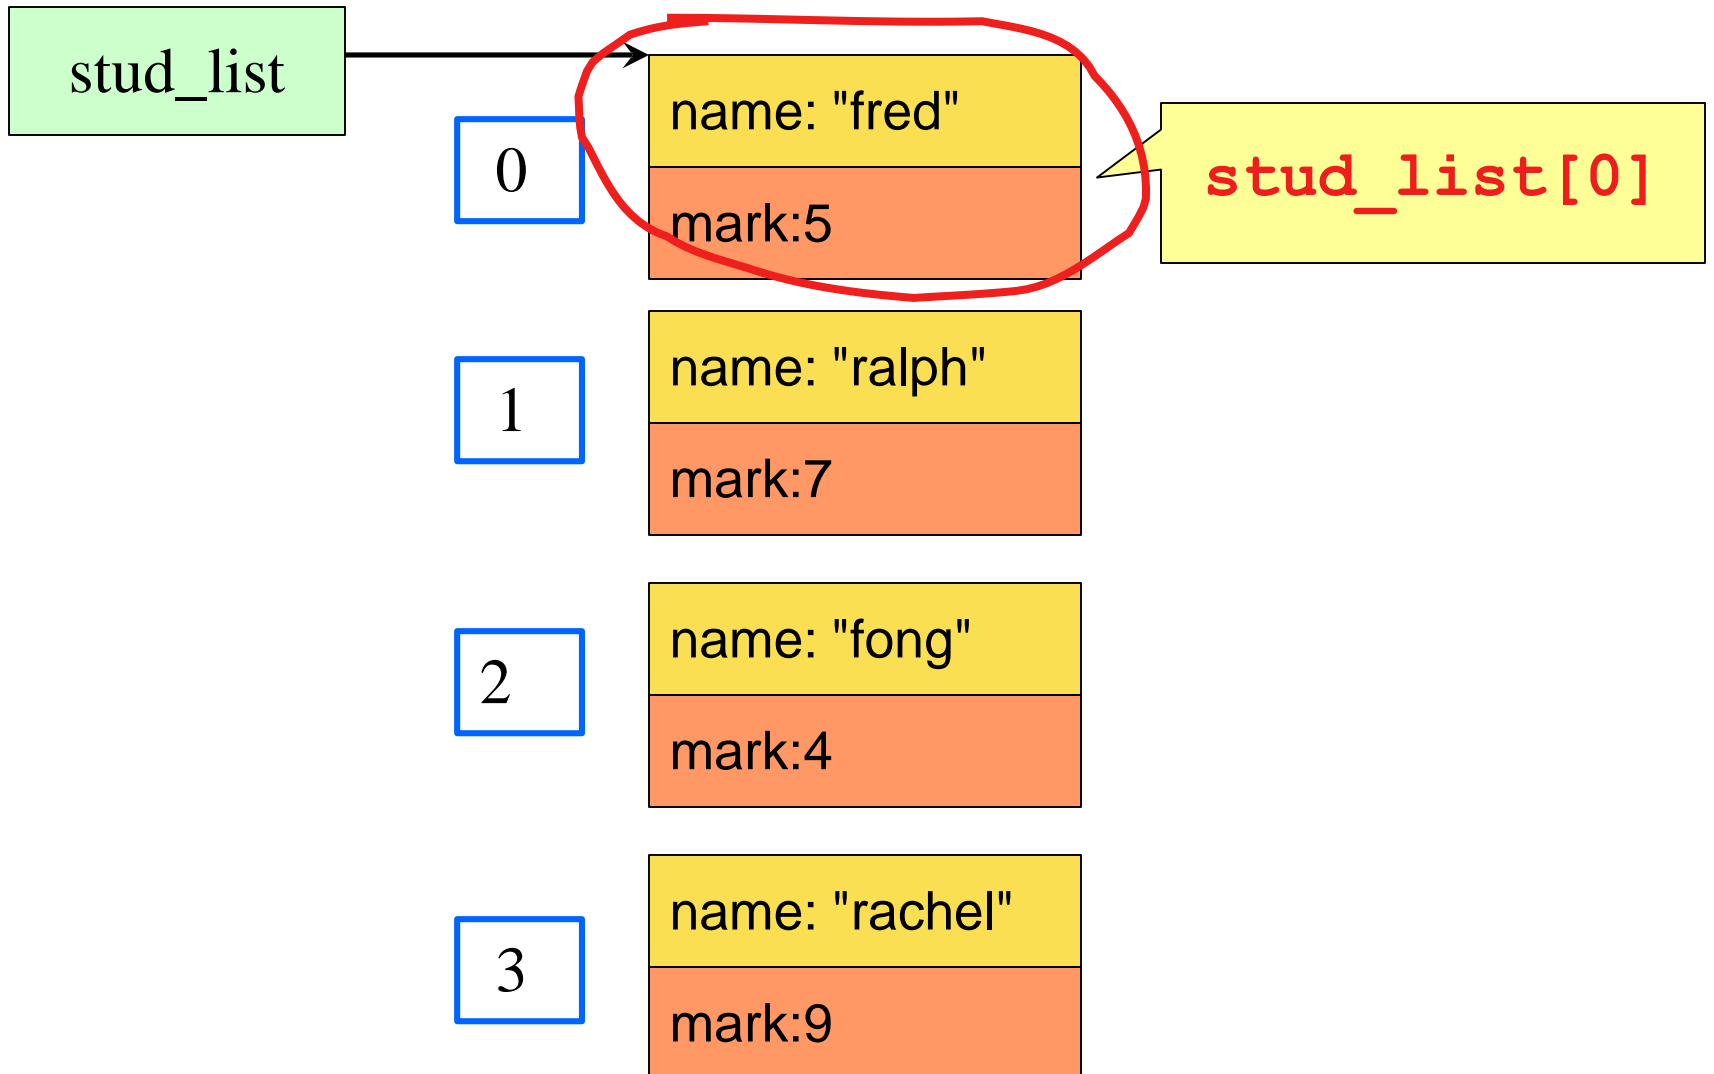 stud_list
name: "fred"
0
mark:5
stud_list[0]
name: "ralph"
1
mark:7
name: "fong"
2
mark:4
name: "rachel"
3
mark:9